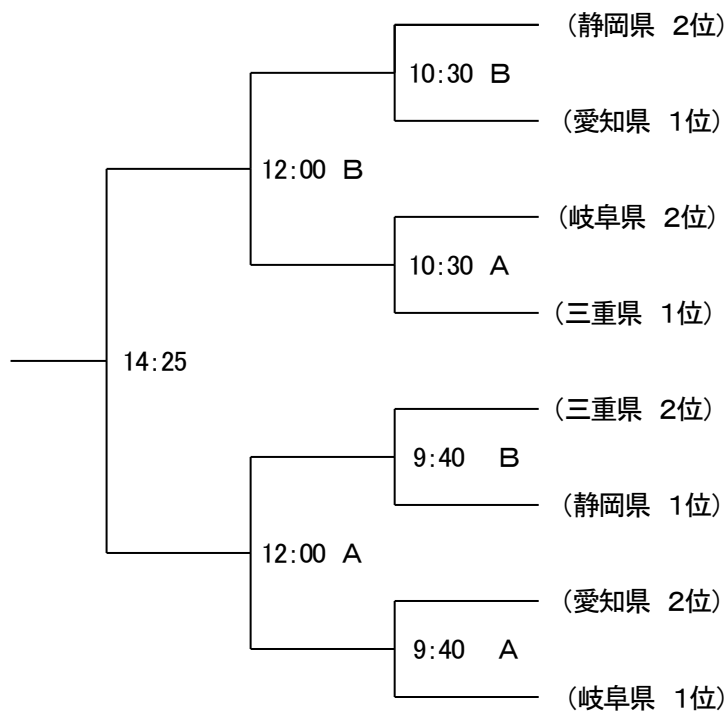 （静岡県　２位）
10:30 Ｂ
（愛知県　１位）
12:00 Ｂ
（岐阜県　２位）
10:30 Ａ
（三重県　１位）
14:25
（三重県　２位）
9:40　Ｂ
（静岡県　１位）
12:00 Ａ
（愛知県　２位）
9:40　Ａ
（岐阜県　１位）